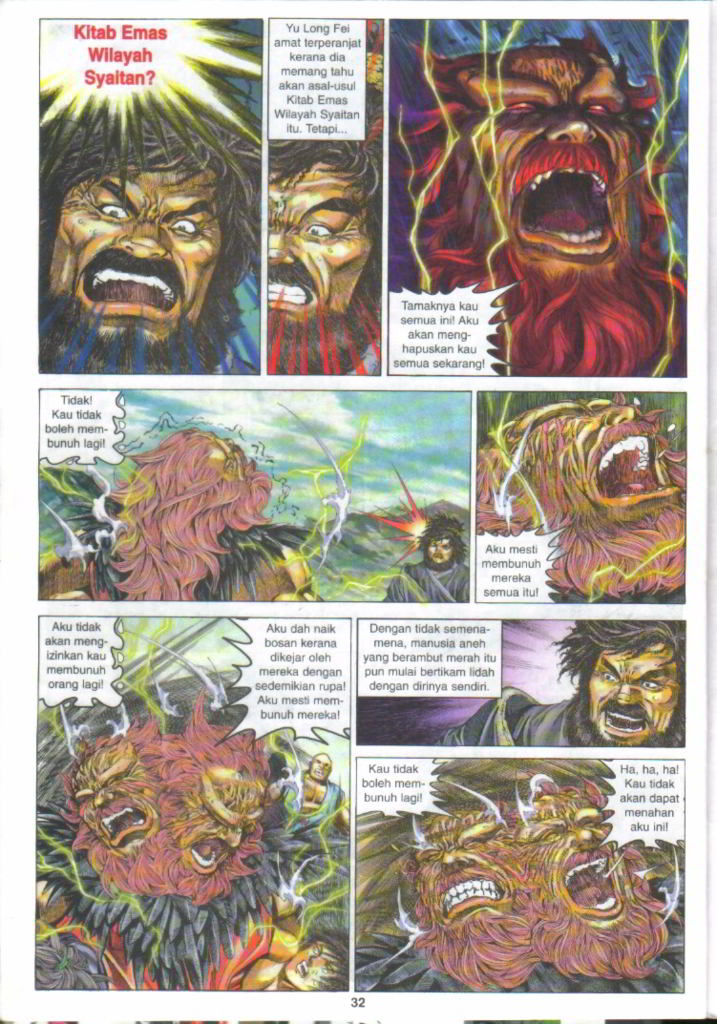 Kitab Emas
Wilayah
Syaitan?
Yu Long Fei
amat terperanjat
kerana dia
memang tahu
akan asal-usul
Kitab Emas
Wilayah Syaitan
itu. Tetapi...
Tamaknya kau
semua ini! Aku
akan meng-
hapuskan kau
semua sekarang!
Tidak!
Kau tidak
boleh mem-
bunuh lagi!
Aku mesti
membunuh
mereka
semua itu!
Aku tidak
akan meng-
izinkan kau
membunuh
orang lagi!
Aku dah naik
bosan kerana
dikejar oleh
mereka dengan
sedemikian rupa!
Aku mesti mem-
bunuh mereka!
Dengan tidak semena-
mena, manusia aneh
yang berambut merah itu
pun mulai bertikam lidah
dengan dirinya sendiri.
Kau tidak
boleh mem-
bunuh lagi!
Ha, ha, ha!
Kau tidak
akan dapat
menahan
aku ini!
32